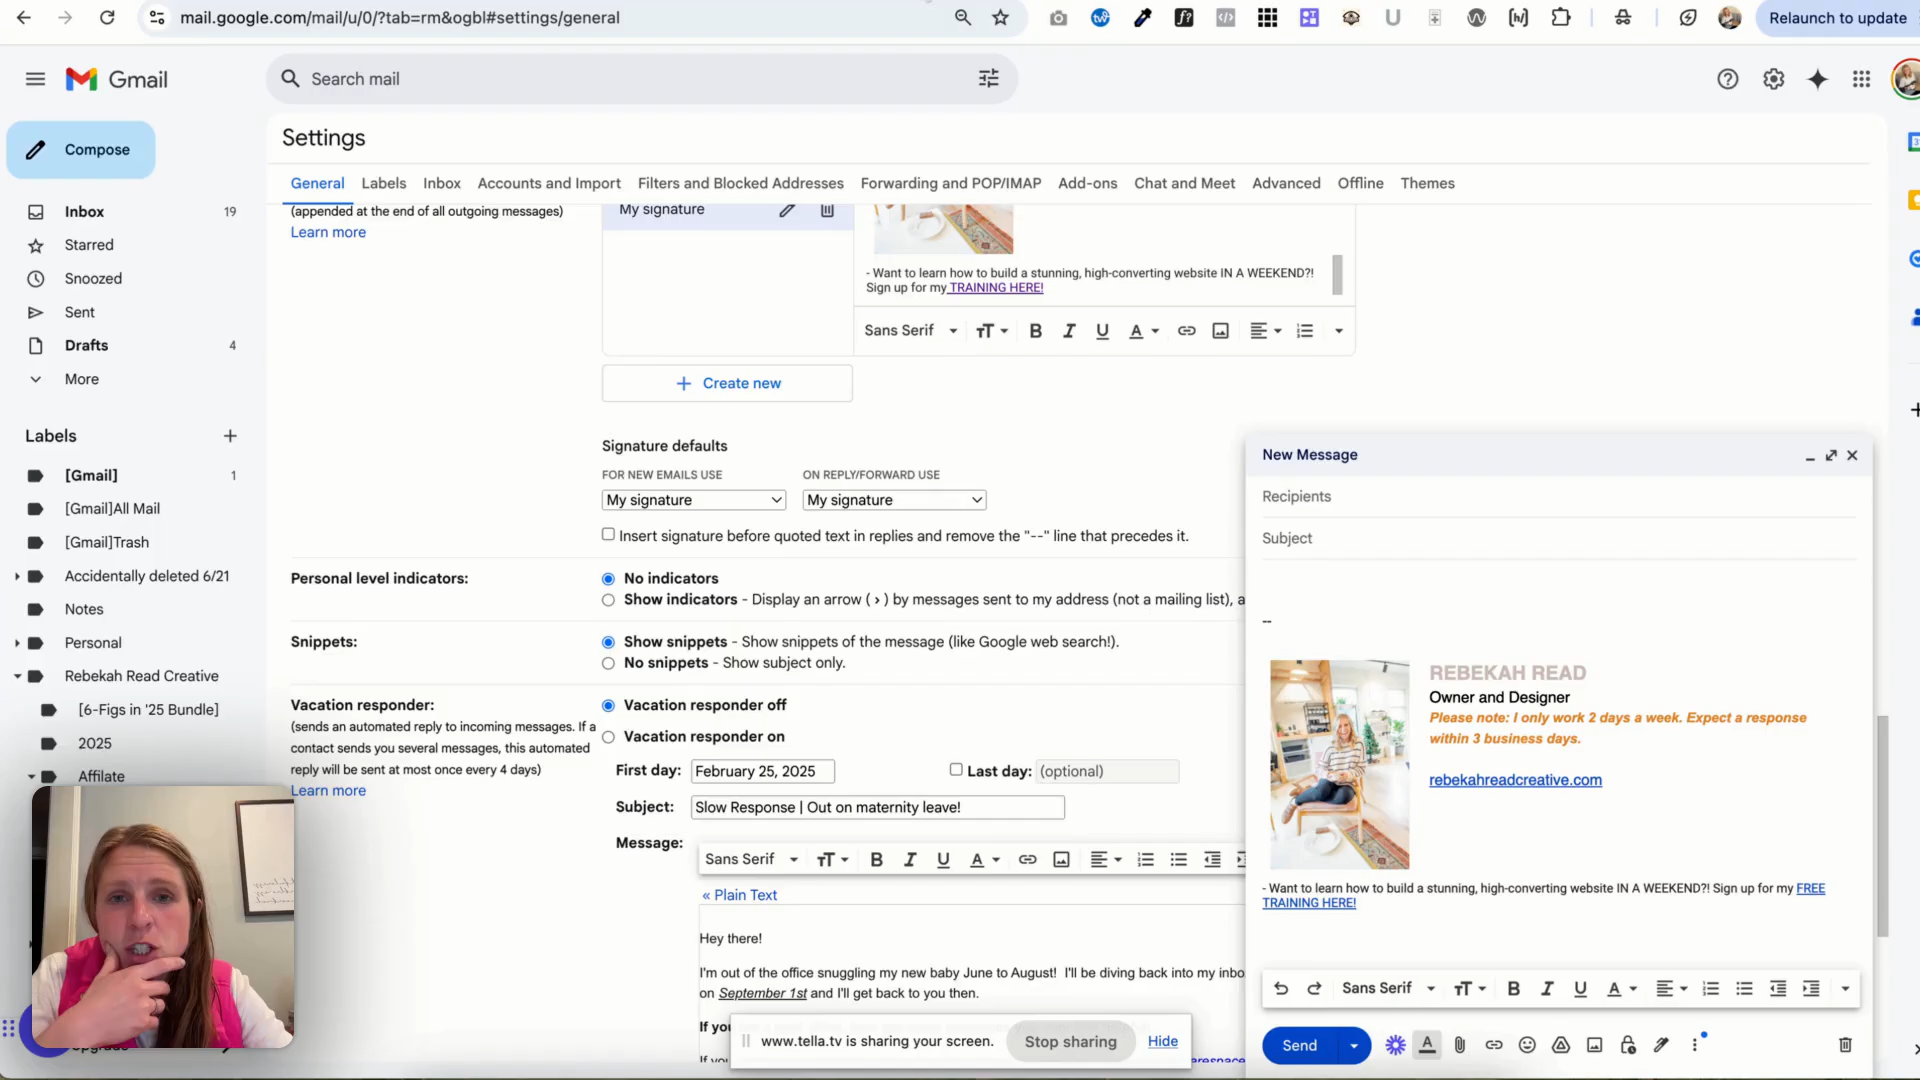 mail.google.com/mail/u/0/?tab=rm&ogbl#settings/general
Relaunch to update
Gmail
Search mail
Compose
Inbox 19
Starred
Snoozed
Sent
Drafts 4
More
Labels
[Gmail] 1
[Gmail]All Mail
[Gmail]Trash
Accidentally deleted 6/21
Notes
Personal
Rebekah Read Creative
[6-Figs in '25 Bundle]
2025
Affilate
Settings
General Labels Inbox Accounts and Import Filters and Blocked Addresses Forwarding and POP/IMAP Add-ons Chat and Meet Advanced Offline Themes
(appended at the end of all outgoing messages)
Learn more
My signature
- Want to learn how to build a stunning, high-converting website IN A WEEKEND?!
Sign up for my TRAINING HERE!
Sans Serif
Create new
Signature defaults
FOR NEW EMAILS USE ON REPLY/FORWARD USE
My signature My signature
Insert signature before quoted text in replies and remove the "--" line that precedes it.
Personal level indicators:
No indicators
Show indicators - Display an arrow ( › ) by messages sent to my address (not a mailing list), a
Snippets:
Show snippets - Show snippets of the message (like Google web search!).
No snippets - Show subject only.
Vacation responder:
(sends an automated reply to incoming messages. If a
contact sends you several messages, this automated
reply will be sent at most once every 4 days)
Learn more
Vacation responder off
Vacation responder on
First day: February 25, 2025 Last day: (optional)
Subject: Slow Response | Out on maternity leave!
Message:
Sans Serif
« Plain Text
Hey there!
I'm out of the office snuggling my new baby June to August! I'll be diving back into my inbo
on September 1st and I'll get back to you then.
If you
If you
www.tella.tv is sharing your screen. Stop sharing Hide
New Message
Recipients
Subject
--
REBEKAH READ
Owner and Designer
Please note: I only work 2 days a week. Expect a response
within 3 business days.
rebekahreadcreative.com
- Want to learn how to build a stunning, high-converting website IN A WEEKEND?! Sign up for my FREE
TRAINING HERE!
Sans Serif
Send